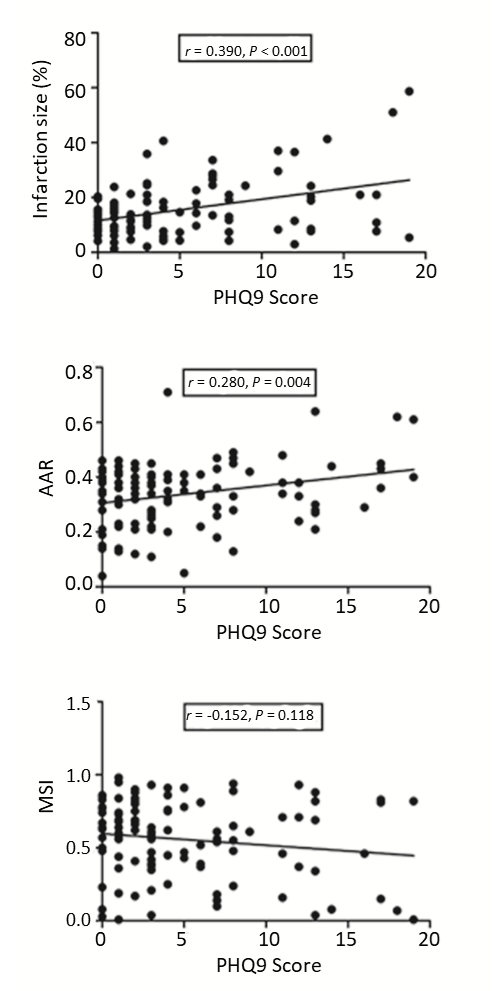 80
r = 0.390, P < 0.001
60
40
20
0
Infarction size (%)
0 5 10 15 20
PHQ9 Score
0.8
r = 0.280, P = 0.004
0.6
0.4
0.2
0.0
AAR
0 5 10 15 20
PHQ9 Score
1.5
r = -0.152, P = 0.118
1.0
0.5
0.0
MSI
0 5 10 15 20
PHQ9 Score